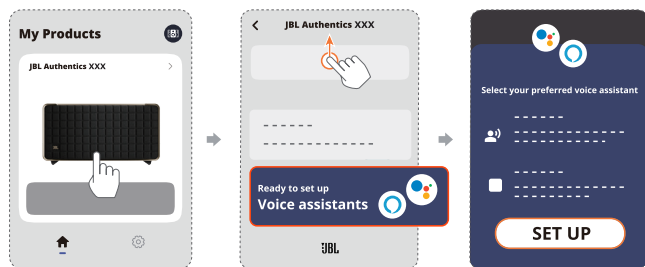 My Products
JBL Authentics XXX
JBL
JBL Authentics XXX
Ready to set up
Voice assistants
JBL
Select your preferred voice assistant
SET UP